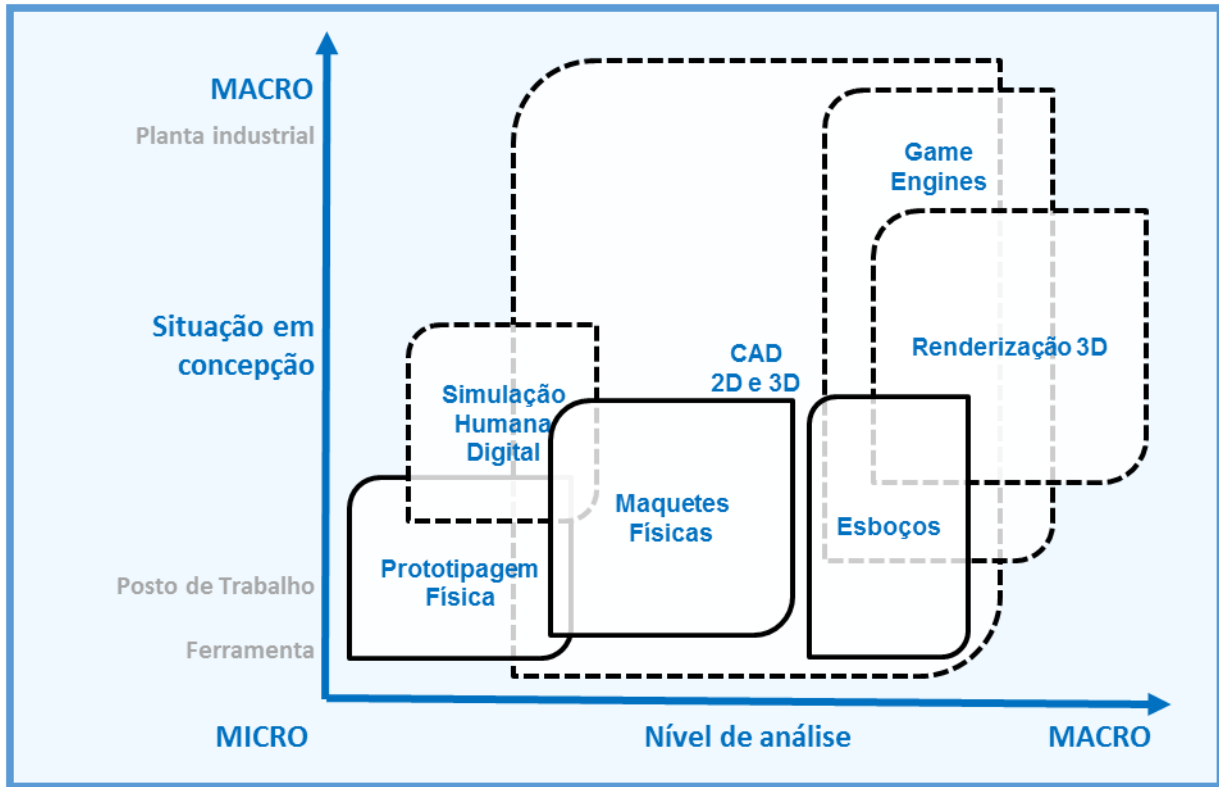 MACRO
Planta industrial
Game
Engines
Situação em
concepção
Renderização 3D
CAD
2D e 3D
Simulação
Humana
Digital
Maquetes
Físicas
Esboços
Prototipagem
Física
Posto de Trabalho
Ferramenta
MICRO
Nível de análise
MACRO